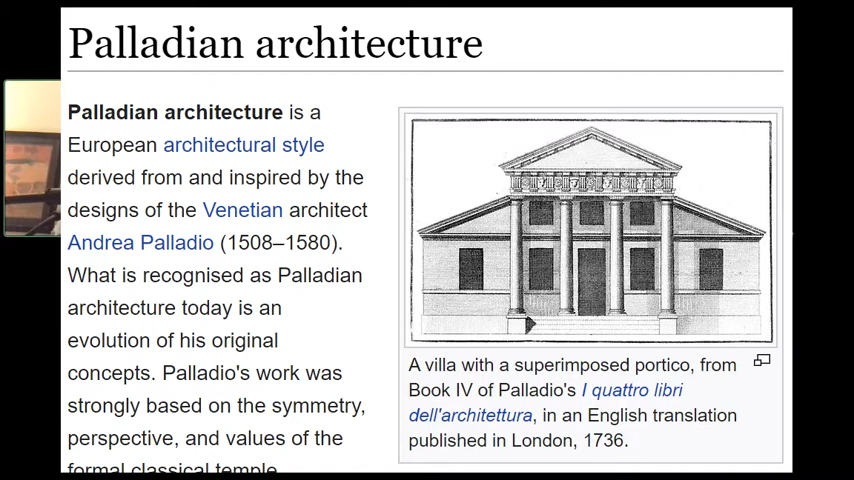 Palladian architecture
Palladian architecture is a
European architectural style
derived from and inspired by the
designs of the Venetian architect
Andrea Palladio (1508–1580).
What is recognised as Palladian
architecture today is an
evolution of his original
concepts. Palladio's work was
strongly based on the symmetry,
perspective, and values of the
formal classical temple
A villa with a superimposed portico, from
Book IV of Palladio's I quattro libri
dell'architettura, in an English translation
published in London, 1736.